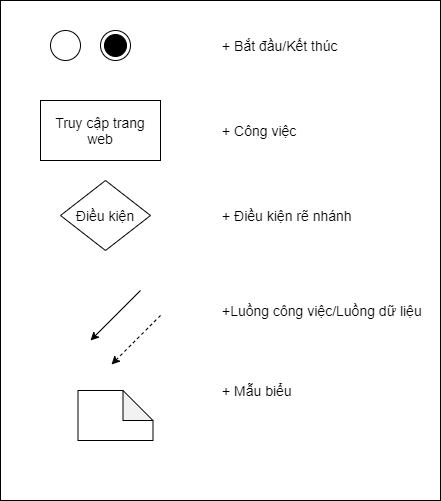 + Bắt đầu/Kết thúc
Truy cập trang
web
+ Công việc
Điều kiện
+ Điều kiện rẽ nhánh
+Luồng công việc/Luồng dữ liệu
+ Mẫu biểu